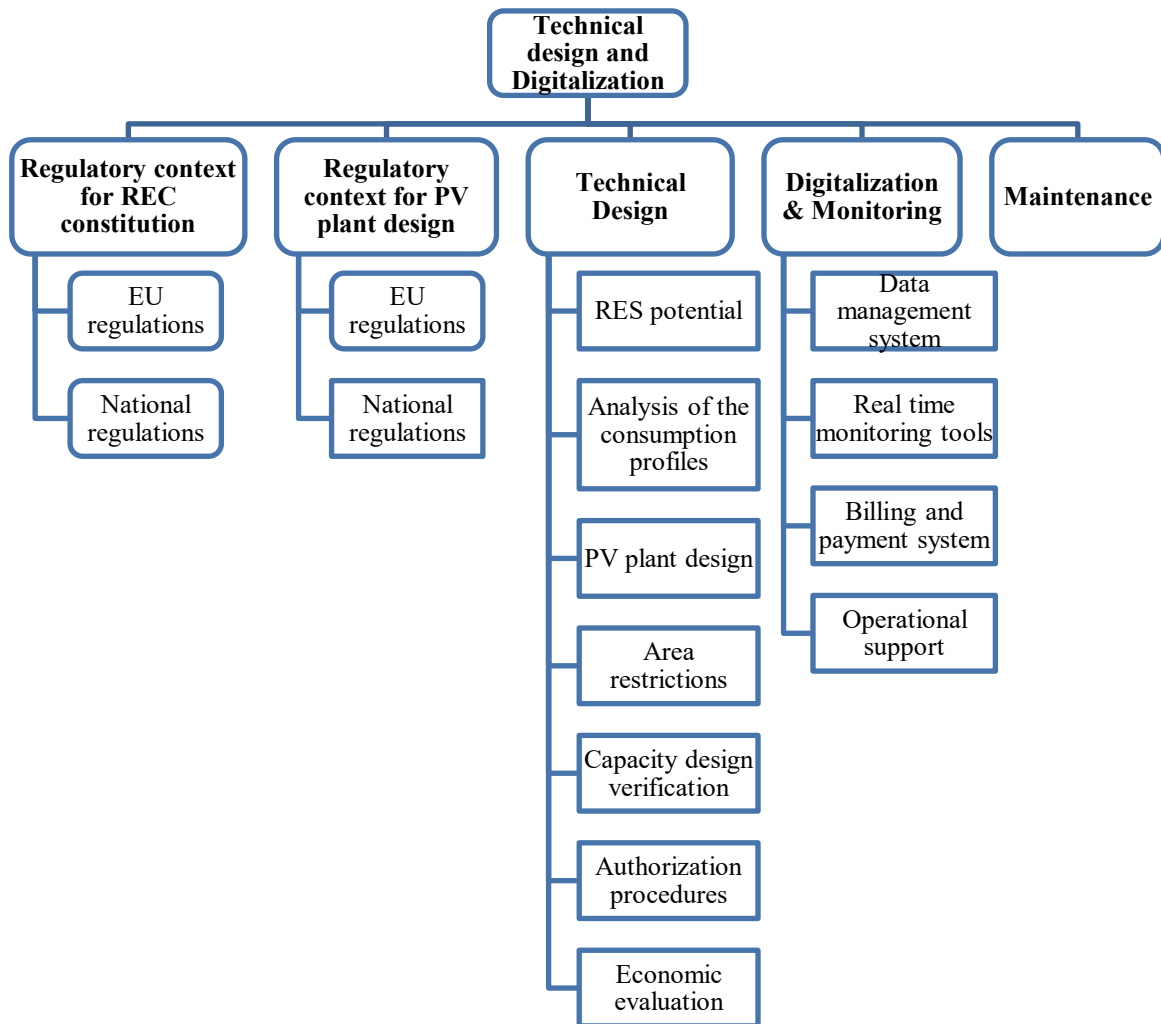 Technical
design and
Digitalization
Regulatory context
for REC
constitution
EU
regulations
National
regulations
Regulatory
context for PV
plant design
EU
regulations
National
regulations
Technical
Design
RES potential
Analysis of the
consumption
profiles
PV plant design
Area
restrictions
Capacity design
verification
Authorization
procedures
Economic
evaluation
Digitalization
& Monitoring
Data
management
system
Real time
monitoring tools
Billing and
payment system
Operational
support
Maintenance